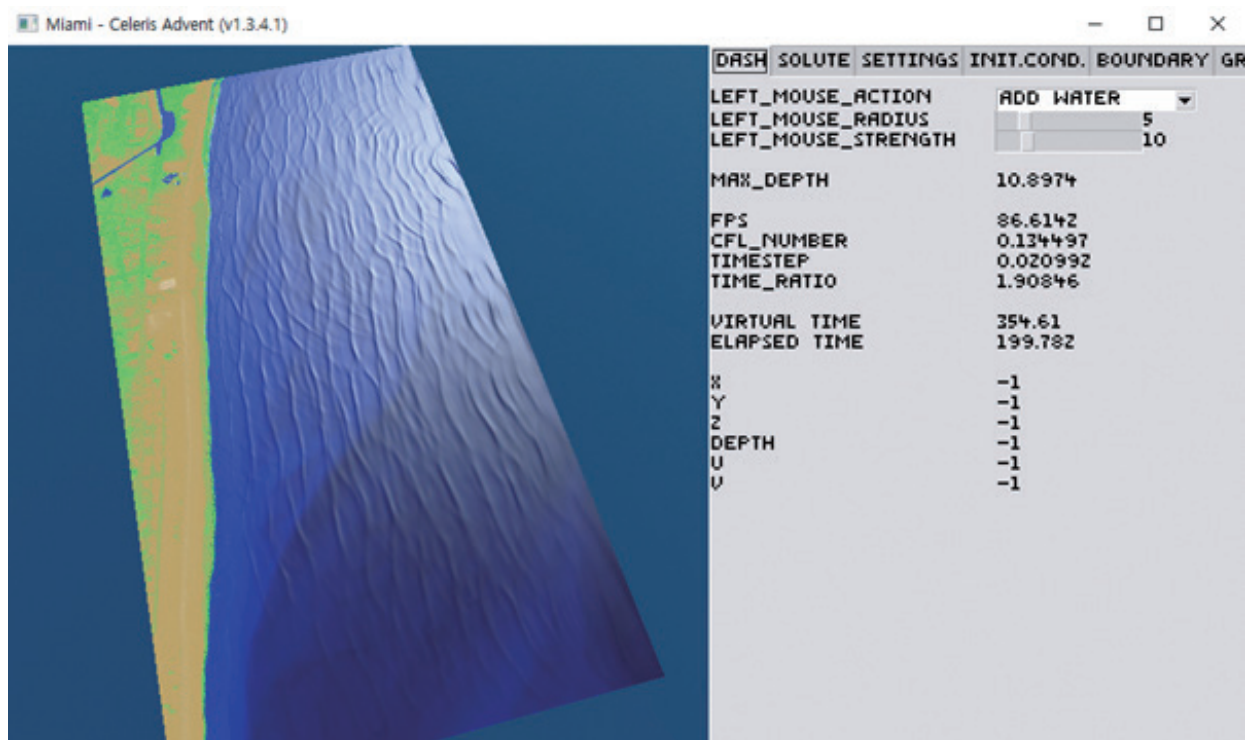 Miami - Celeris Advent (v1.3.4.1)
DASH SOLUTE SETTINGS INIT.COND. BOUNDARY GR
LEFT_MOUSE_ACTION ADD WATER
LEFT_MOUSE_RADIUS 5
LEFT_MOUSE_STRENGTH 10
MAX_DEPTH 10.8974
FPS 86.6142
CFL_NUMBER 0.134497
TIMESTEP 0.020992
TIME_RATIO 1.90846
VIRTUAL TIME 354.61
ELAPSED TIME 199.782
X -1
Y -1
Z -1
DEPTH -1
U -1
V -1